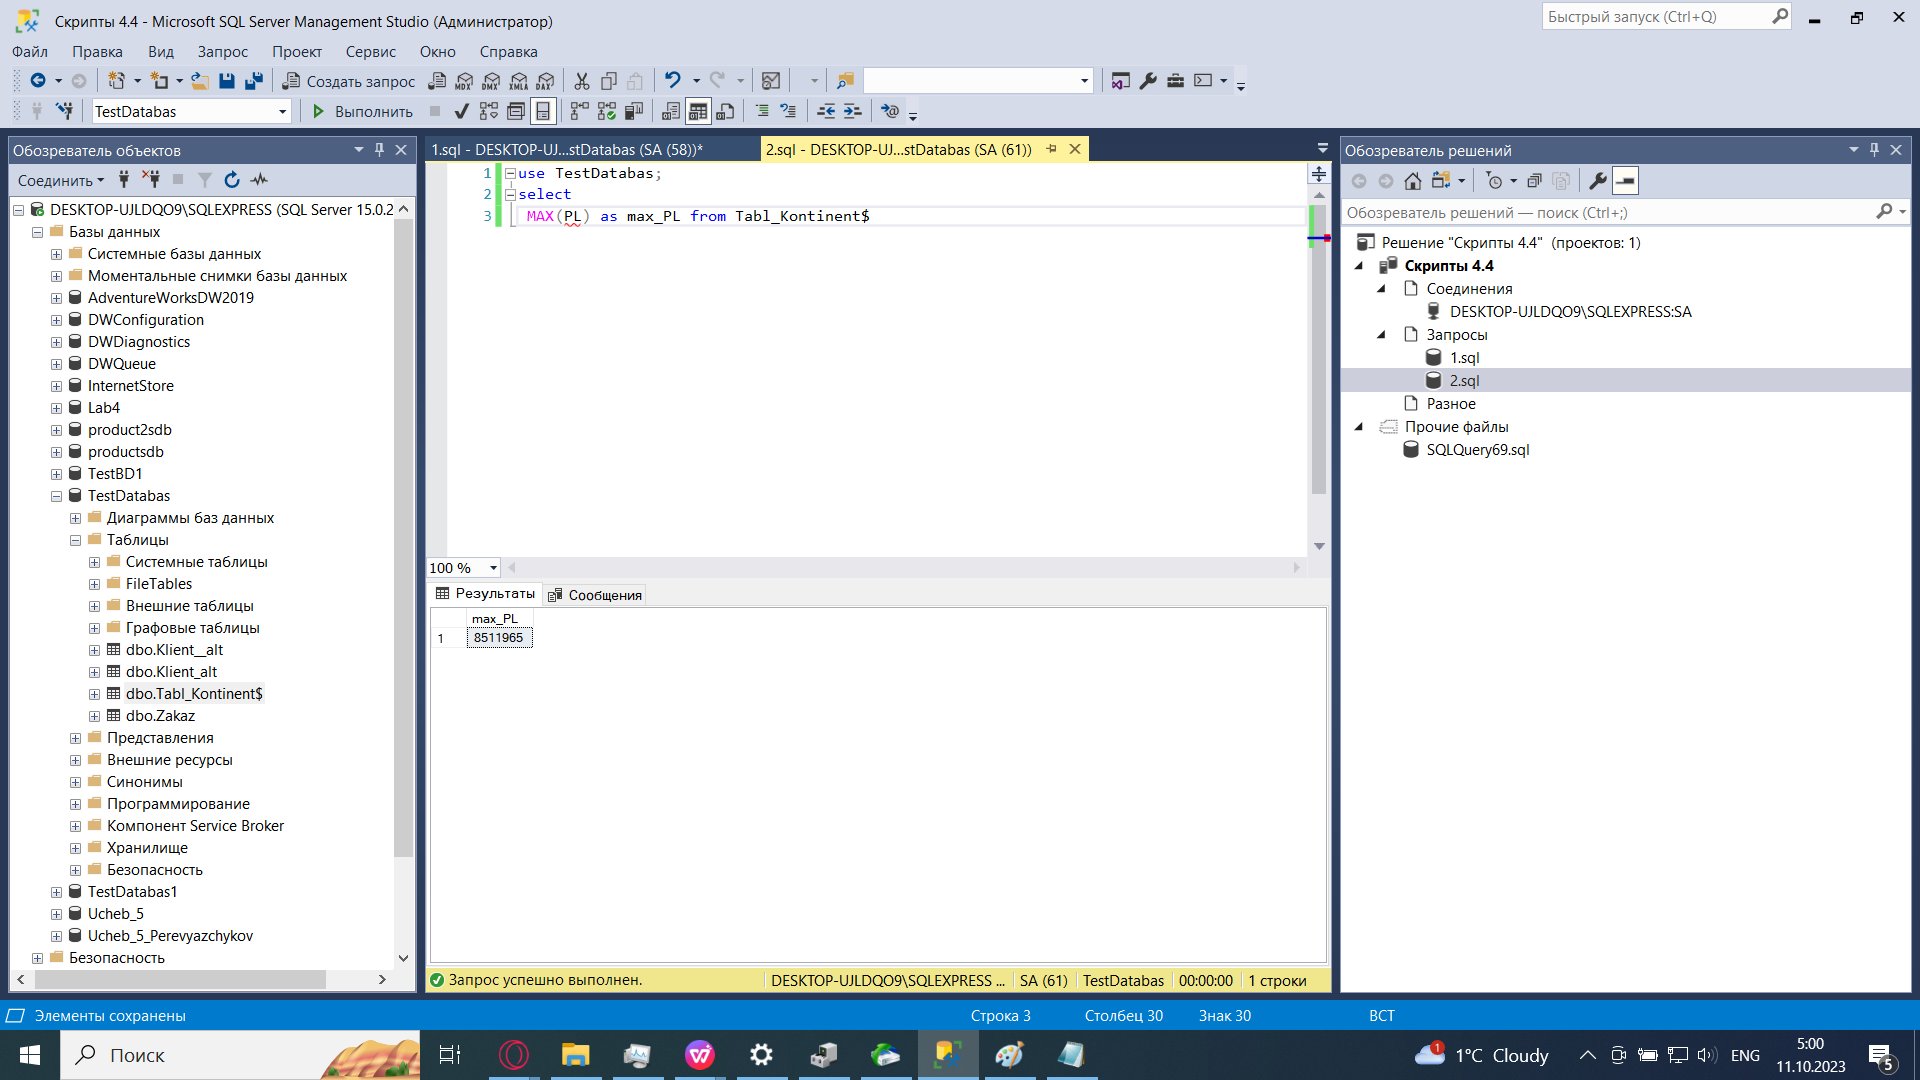 Скрипты 4.4 - Microsoft SQL Server Management Studio (Администратор)
Быстрый запуск (Ctrl+Q)
Файл Правка Вид Запрос Проект Сервис Окно Справка
Создать запрос MDX DMX XMLA DAX
TestDatabas Выполнить
Обозреватель объектов
Соединить
DESKTOP-UJLDQO9\SQLEXPRESS (SQL Server 15.0.2
Базы данных
Системные базы данных
Моментальные снимки базы данных
AdventureWorksDW2019
DWConfiguration
DWDiagnostics
DWQueue
InternetStore
Lab4
product2sdb
productsdb
TestBD1
TestDatabas
Диаграммы баз данных
Таблицы
Системные таблицы
FileTables
Внешние таблицы
Графовые таблицы
dbo.Klient__alt
dbo.Klient_alt
dbo.Tabl_Kontinent$
dbo.Zakaz
Представления
Внешние ресурсы
Синонимы
Программирование
Компонент Service Broker
Хранилище
Безопасность
TestDatabas1
Ucheb_5
Ucheb_5_Perevyazchykov
Безопасность
1.sql - DESKTOP-UJ...stDatabas (SA (58))*
2.sql - DESKTOP-UJ...stDatabas (SA (61))
1 use TestDatabas;
2 select
3 MAX(PL) as max_PL from Tabl_Kontinent$
100 %
Результаты Сообщения
max_PL
1 8511965
Запрос успешно выполнен. DESKTOP-UJLDQO9\SQLEXPRESS ... SA (61) TestDatabas 00:00:00 1 строки
Обозреватель решений
Обозреватель решений — поиск (Ctrl+;)
Решение "Скрипты 4.4" (проектов: 1)
Скрипты 4.4
Соединения
DESKTOP-UJLDQO9\SQLEXPRESS:SA
Запросы
1.sql
2.sql
Разное
Прочие файлы
SQLQuery69.sql
Элементы сохранены Строка 3 Столбец 30 Знак 30 ВСТ
Поиск
1 1°C Cloudy ENG
5:00
11.10.2023
5